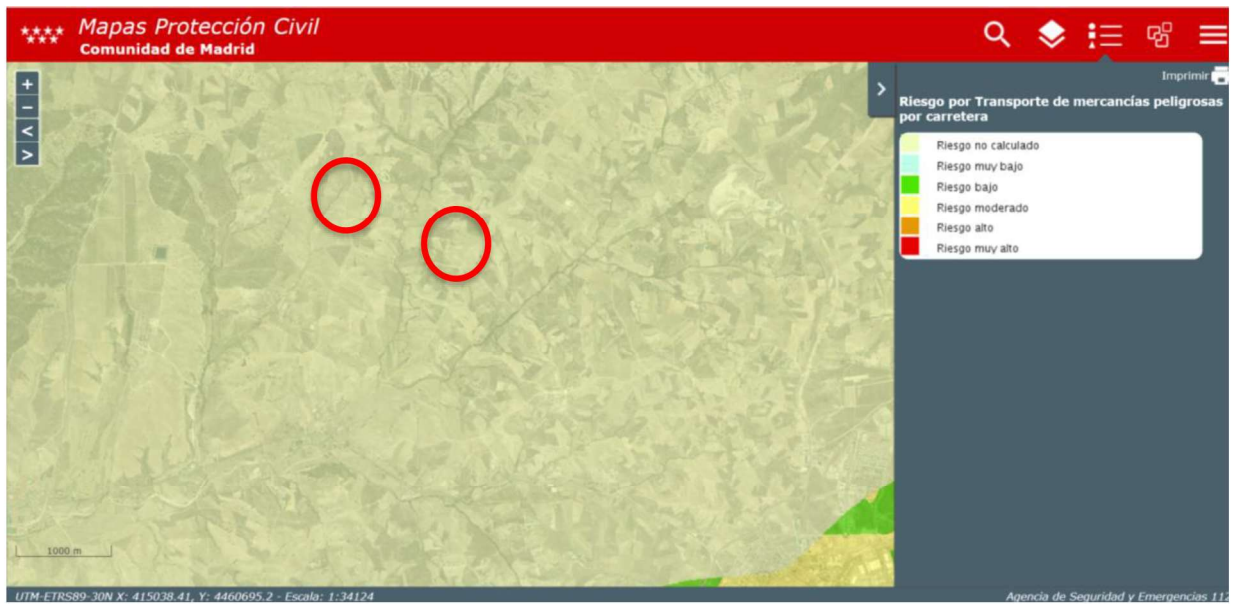 Mapas Protección Civil
Comunidad de Madrid
+
−
<
>
>
Imprimir
Riesgo por Transporte de mercancías peligrosas
por carretera
Riesgo no calculado
Riesgo muy bajo
Riesgo bajo
Riesgo moderado
Riesgo alto
Riesgo muy alto
1000 m
UTM-ETRS89-30N X: 415038.41, Y: 4460695.2 - Escala: 1:34124
Agencia de Seguridad y Emergencias 112